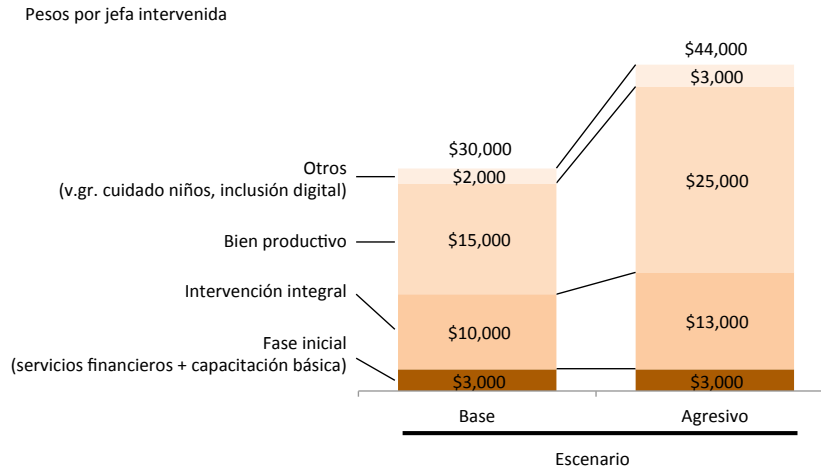 Pesos por jefa intervenida
$44,000
$3,000
$30,000
Otros
(v.gr. cuidado niños, inclusión digital)
$2,000
$25,000
Bien productivo
$15,000
Intervención integral
$10,000
$13,000
Fase inicial
(servicios financieros + capacitación básica)
$3,000
$3,000
Base
Agresivo
Escenario